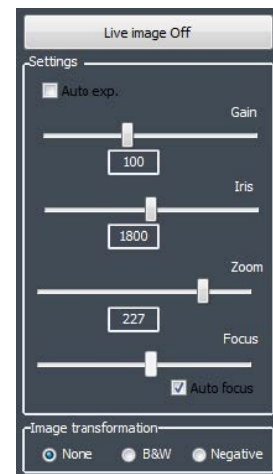 Live image Off
Settings
Auto exp.
Gain
100
Iris
1800
Zoom
227
Focus
Auto focus
Image transformation
None B&W Negative